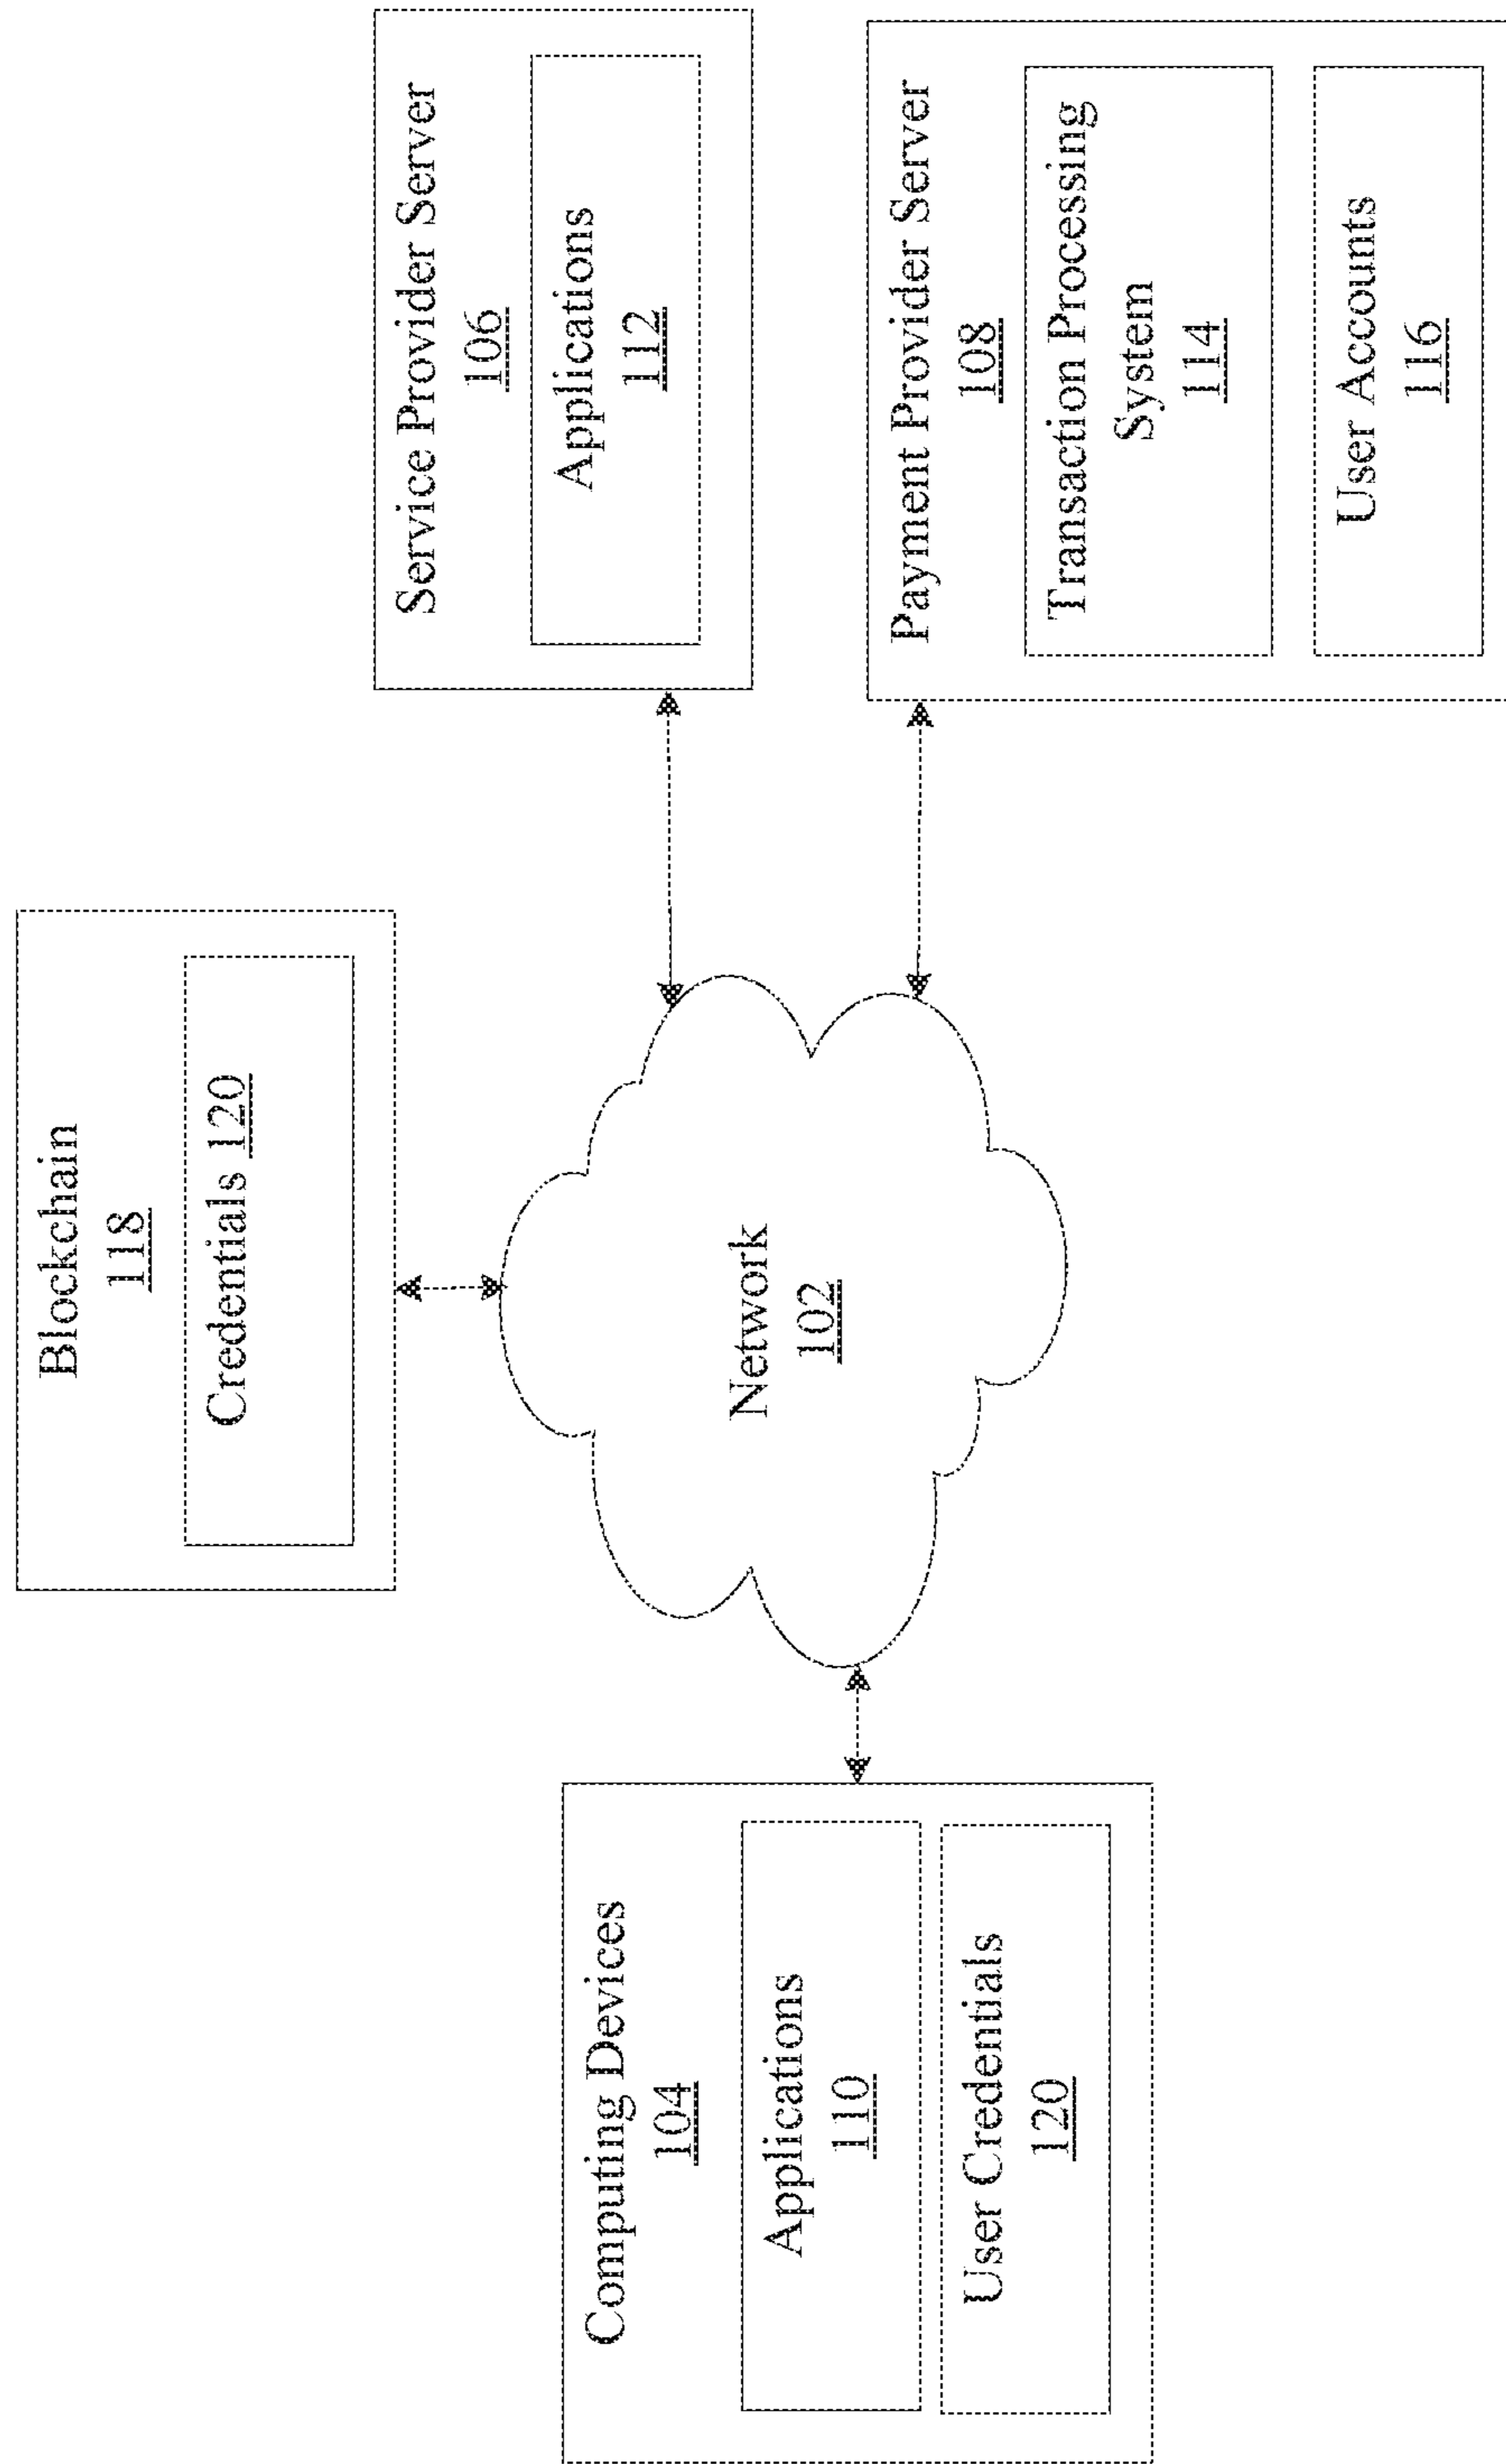 Blockchain
118
Credentials 120
Service Provider Server
106
Applications
112
Network
102
Computing Devices
104
Applications
110
User Credentials
120
Payment Provider Server
108
Transaction Processing
System
114
User Accounts
116